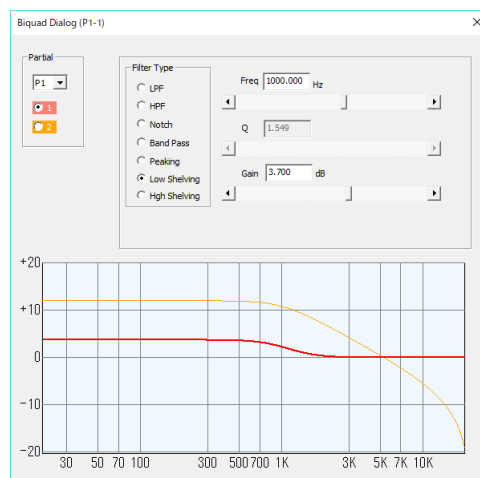 Biquad Dialog (P1-1)
Partial
P1
1
2
Filter Type
LPF
HPF
Notch
Band Pass
Peaking
Low Shelving
Hgh Shelving
Freq 1000.000 Hz
Q 1.549
Gain 3.700 dB
+20
+10
0
-10
-20
30 50 70 100 300 500 700 1K 3K 5K 7K 10K